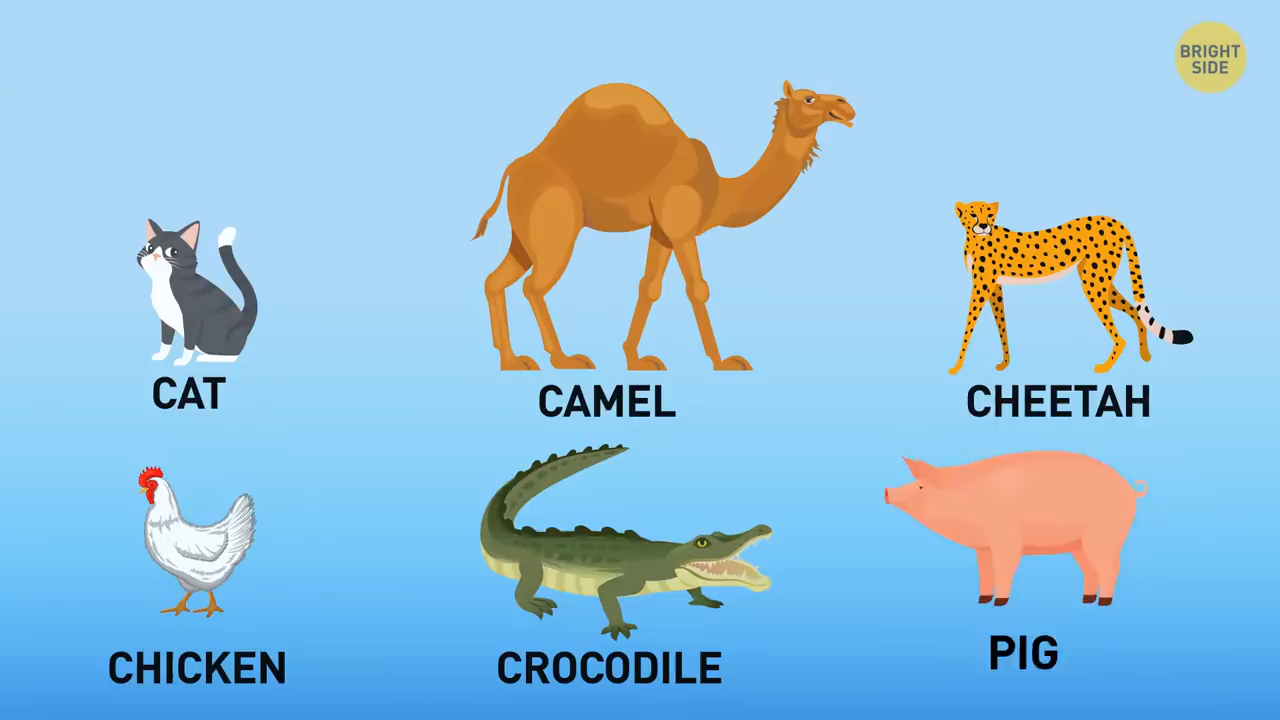 BRIGHT
SIDE
CAT
CAMEL
CHEETAH
CHICKEN
CROCODILE
PIG